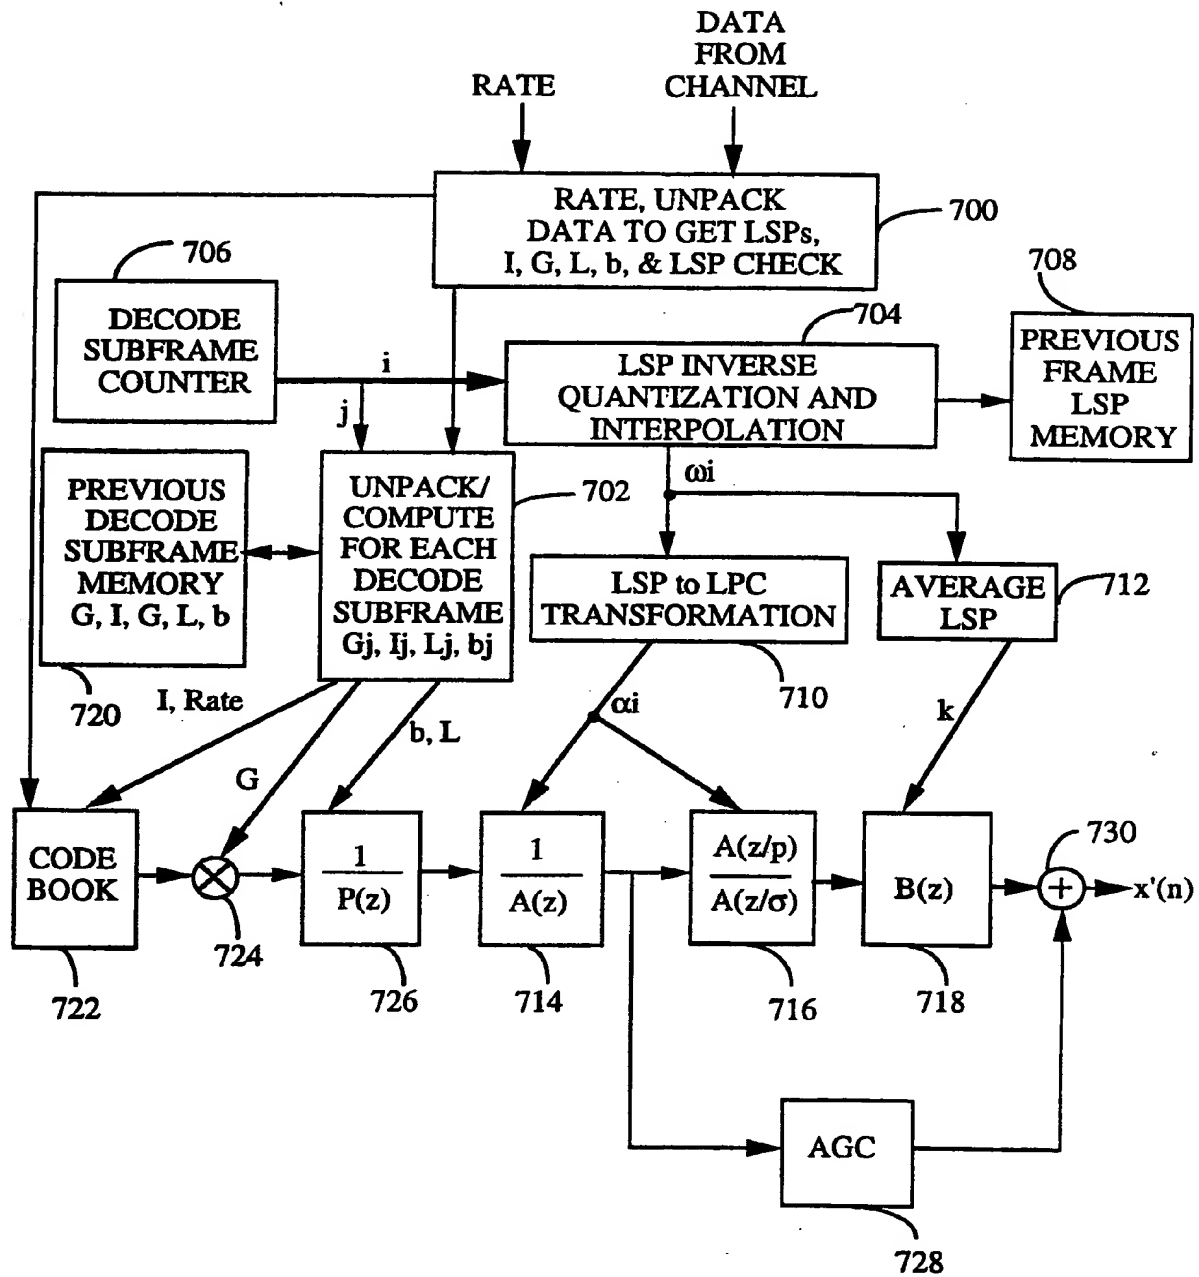 DATA
FROM
CHANNEL
RATE
RATE, UNPACK
DATA TO GET LSPs,
I, G, L, b, & LSP CHECK
700
706
DECODE
SUBFRAME
COUNTER
i
j
704
LSP INVERSE
QUANTIZATION AND
INTERPOLATION
708
PREVIOUS
FRAME
LSP
MEMORY
PREVIOUS
DECODE
SUBFRAME
MEMORY
G, I, G, L, b
720
UNPACK/
COMPUTE
FOR EACH
DECODE
SUBFRAME
Gj, Ij, Lj, bj
702
ωi
LSP to LPC
TRANSFORMATION
710
AVERAGE
LSP
712
I, Rate
G
b, L
αi
k
CODE
BOOK
722
724
1
P(z)
726
1
A(z)
714
A(z/p)
A(z/σ)
716
B(z)
718
730
+
x'(n)
AGC
728